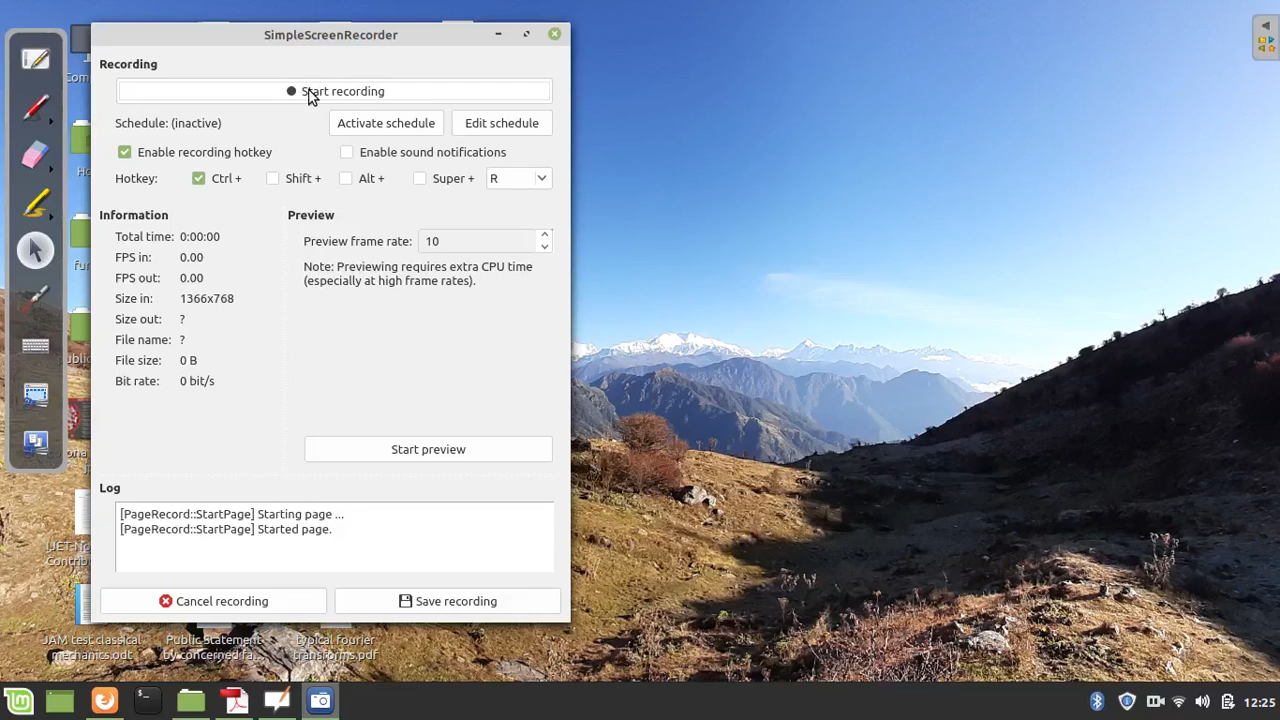 SimpleScreenRecorder
Recording
Start recording
Schedule: (inactive)
Activate schedule
Edit schedule
Enable recording hotkey
Enable sound notifications
Hotkey:
Ctrl +
Shift +
Alt +
Super +
R
Information
Total time: 0:00:00
FPS in: 0.00
FPS out: 0.00
Size in: 1366x768
Size out: ?
File name: ?
File size: 0 B
Bit rate: 0 bit/s
Preview
Preview frame rate: 10
Note: Previewing requires extra CPU time
(especially at high frame rates).
Start preview
Log
[PageRecord::StartPage] Starting page ...
[PageRecord::StartPage] Started page.
Cancel recording
Save recording
JAM test classical
mechanics.odt
Public Statement
by concerned fa...
typical fourier
transforms.pdf
12:25